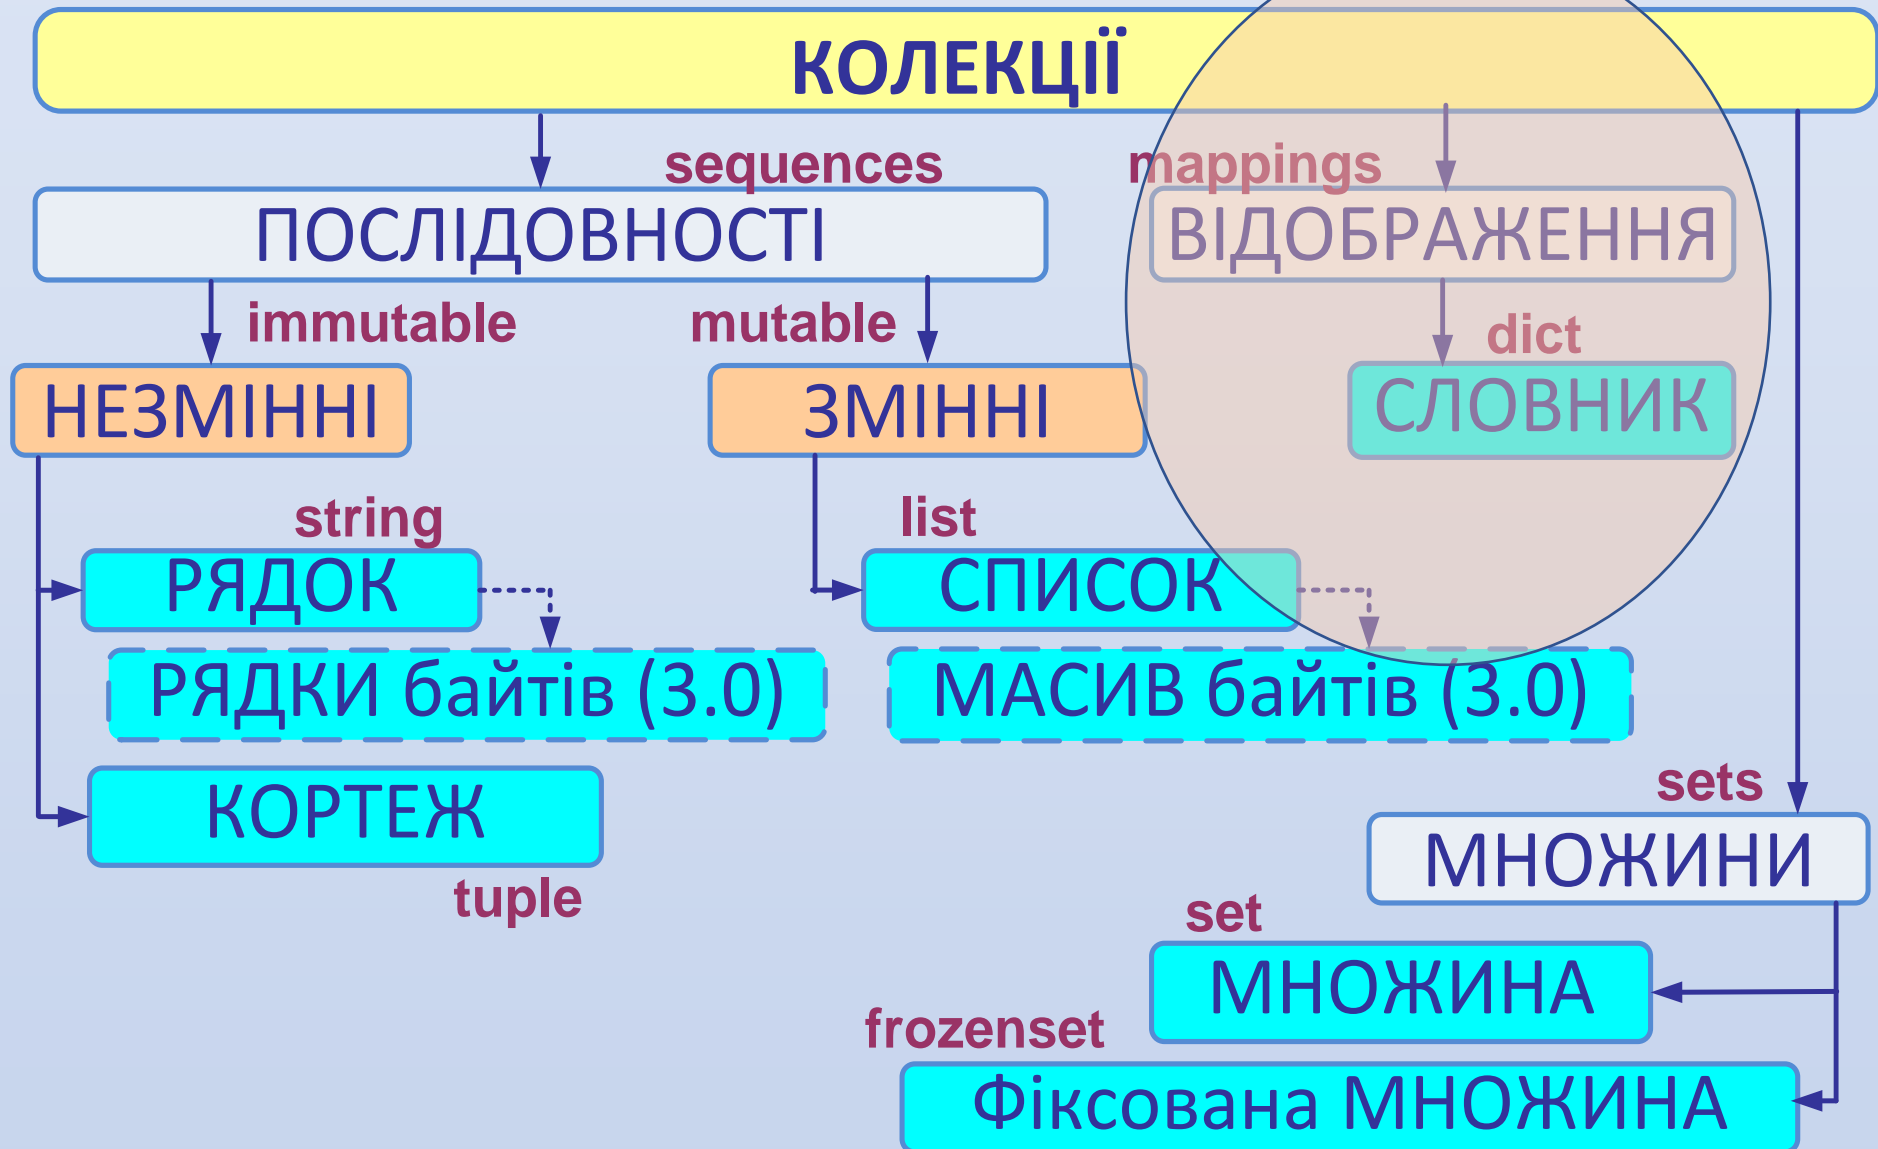 КОЛЕКЦІЇ
sequences
mappings
ПОСЛІДОВНОСТІ
ВІДОБРАЖЕННЯ
immutable
mutable
dict
НЕЗМІННІ
ЗМІННІ
СЛОВНИК
string
list
РЯДОК
СПИСОК
РЯДКИ байтів (3.0)
МАСИВ байтів (3.0)
КОРТЕЖ
sets
tuple
МНОЖИНИ
set
МНОЖИНА
frozenset
Фіксована МНОЖИНА